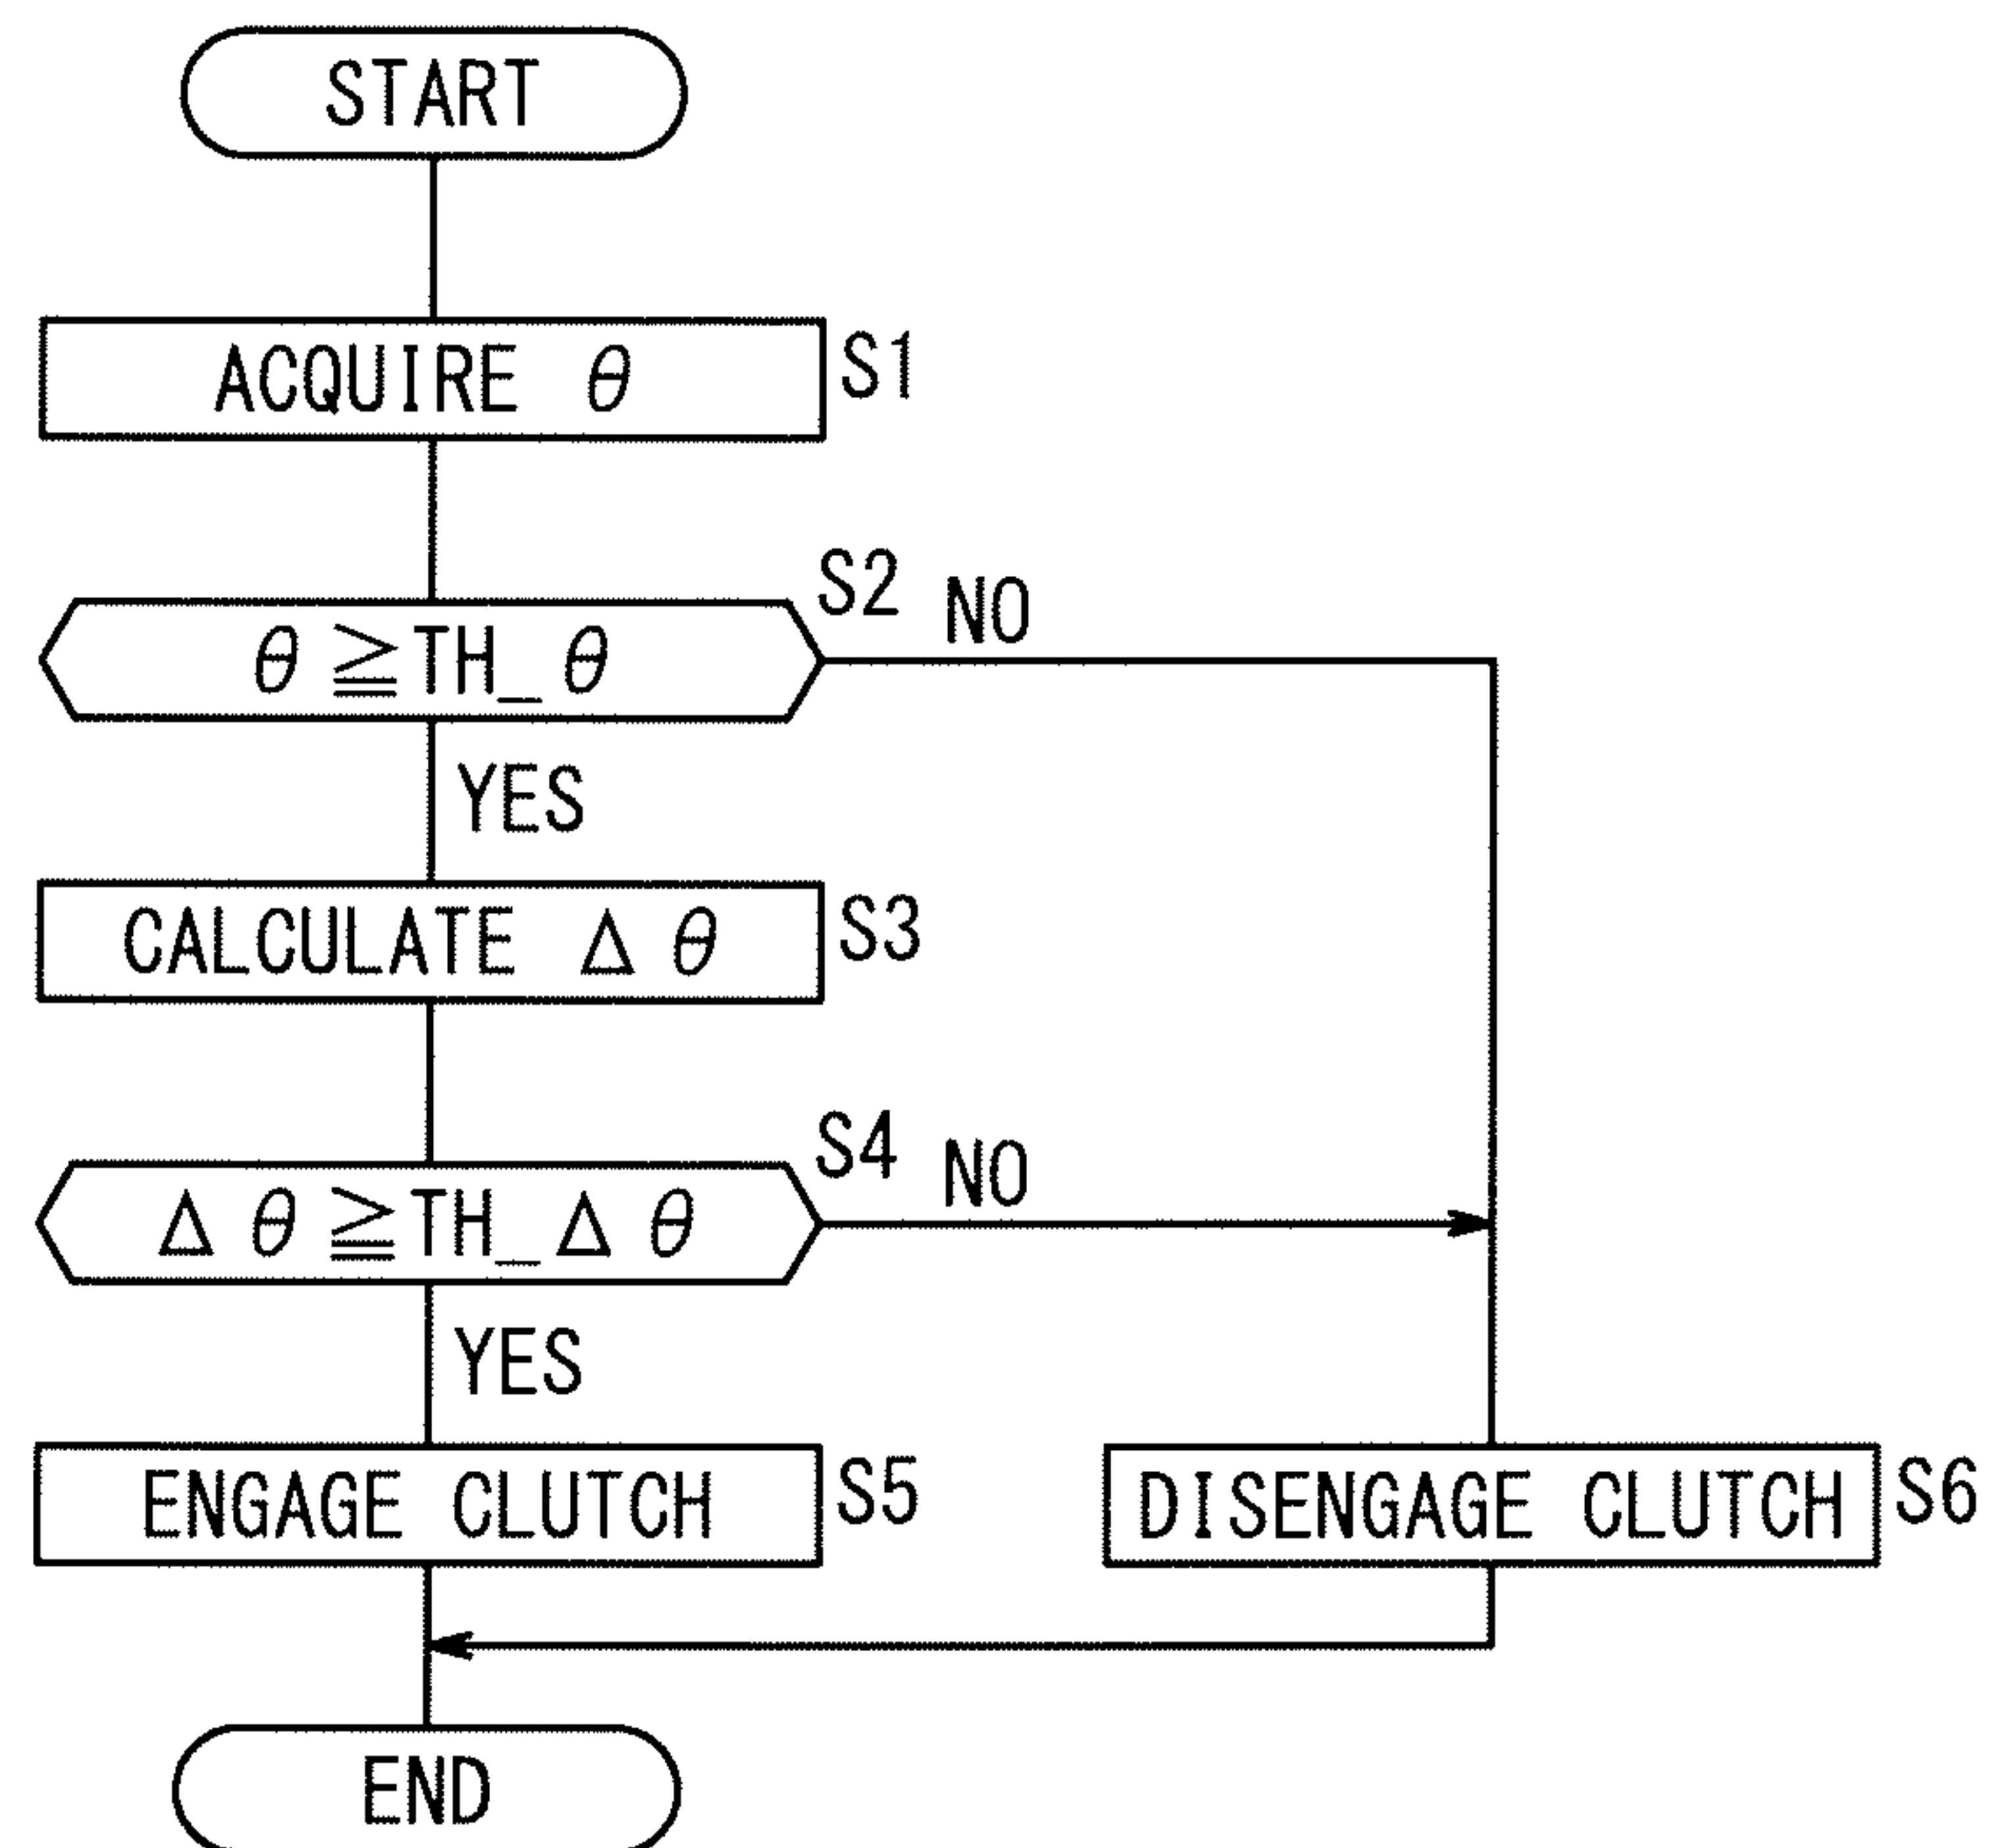 START
ACQUIRE θ S1
S2 NO
θ≧TH_θ
YES
CALCULATE Δθ S3
S4 NO
Δθ≧TH_Δθ
YES
ENGAGE CLUTCH S5
DISENGAGE CLUTCH S6
END